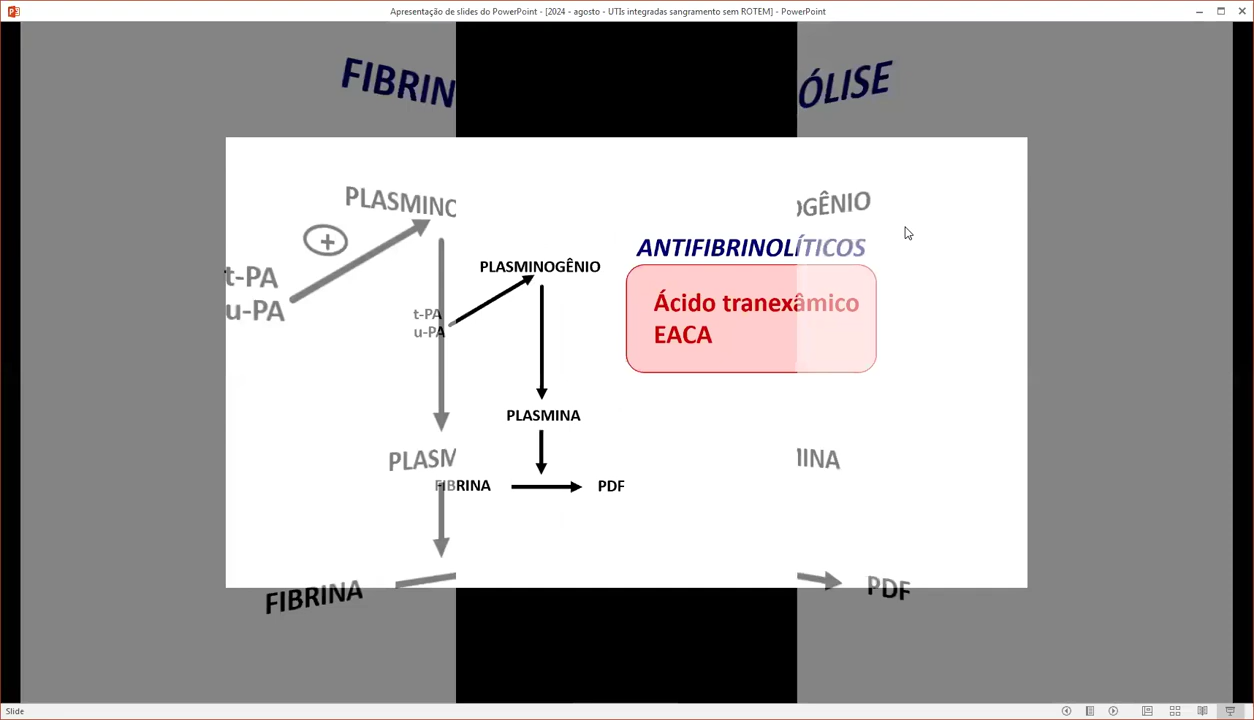 Apresentação de slides do PowerPoint - [2024 - agosto - UTIs integradas sangramento sem ROTEM] - PowerPoint
FIBRIN ÓLISE
PLASMINO OGÊNIO
t-PA
u-PA
ANTIFIBRINOLÍTICOS
PLASMINOGÊNIO
Ácido tranexâmico
EACA
t-PA
u-PA
PLASMINA
PLASM INA
FIBRINA PDF
FIBRINA PDF
Slide